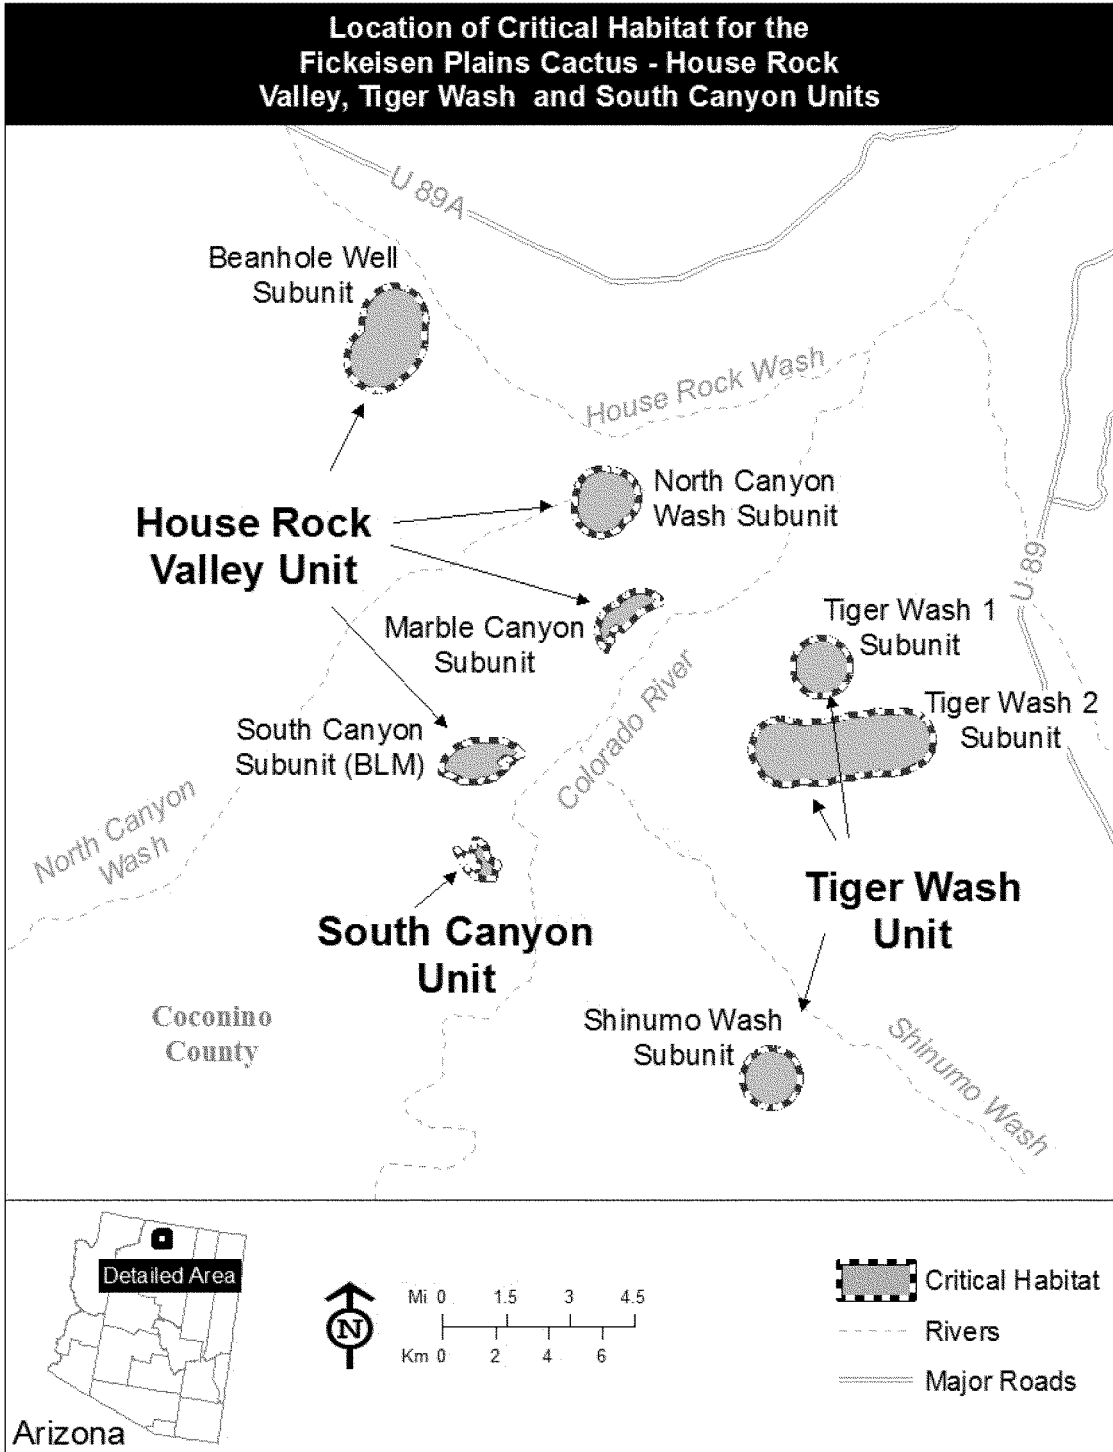 Location of Critical Habitat for the
Fickeisen Plains Cactus - House Rock
Valley, Tiger Wash and South Canyon Units
U 89A
Beanhole Well
Subunit
House Rock Wash
North Canyon
Wash Subunit
House Rock
Valley Unit
U 89
Marble Canyon
Subunit
Tiger Wash 1
Subunit
Colorado River
Tiger Wash 2
Subunit
South Canyon
Subunit (BLM)
North Canyon
Wash
Tiger Wash
Unit
South Canyon
Unit
Coconino
County
Shinumo Wash
Subunit
Shinumo Wash
Detailed Area
Arizona
N
Mi 0 1.5 3 4.5
Km 0 2 4 6
Critical Habitat
Rivers
Major Roads